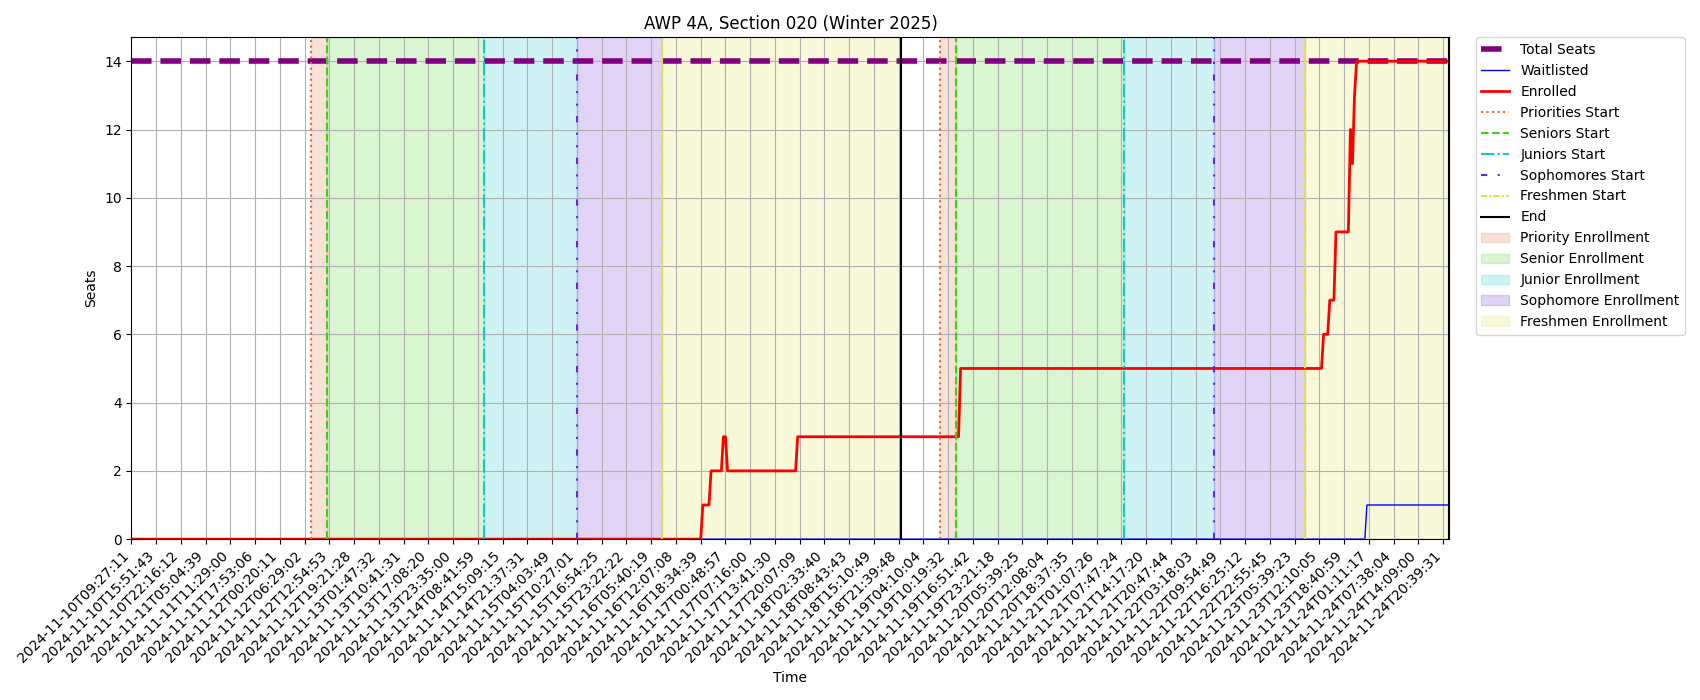 AWP 4A, Section 020 (Winter 2025)
Seats
14
12
10
8
6
4
2
0
2024-11-10T09:27:11
2024-11-10T15:51:43
2024-11-10T22:16:12
2024-11-11T05:04:39
2024-11-11T11:29:00
2024-11-11T17:53:06
2024-11-12T00:20:11
2024-11-12T06:29:02
2024-11-12T12:54:53
2024-11-12T19:21:28
2024-11-13T01:47:32
2024-11-13T10:41:31
2024-11-13T17:08:20
2024-11-13T23:35:00
2024-11-14T08:41:59
2024-11-14T15:09:15
2024-11-14T21:37:31
2024-11-15T04:03:49
2024-11-15T10:27:01
2024-11-15T16:54:25
2024-11-15T23:22:22
2024-11-16T05:40:19
2024-11-16T12:07:08
2024-11-16T18:34:39
2024-11-17T00:48:57
2024-11-17T07:16:00
2024-11-17T13:41:30
2024-11-17T20:07:09
2024-11-18T02:33:40
2024-11-18T08:43:43
2024-11-18T15:10:49
2024-11-18T21:39:48
2024-11-19T04:10:04
2024-11-19T10:19:32
2024-11-19T16:51:42
2024-11-19T23:21:18
2024-11-20T05:39:25
2024-11-20T12:08:04
2024-11-20T18:37:35
2024-11-21T01:07:26
2024-11-21T07:47:24
2024-11-21T14:17:20
2024-11-21T20:47:44
2024-11-22T03:18:03
2024-11-22T09:54:49
2024-11-22T16:25:12
2024-11-22T22:55:45
2024-11-23T05:39:23
2024-11-23T12:10:05
2024-11-23T18:40:59
2024-11-24T01:11:17
2024-11-24T07:38:04
2024-11-24T14:09:00
2024-11-24T20:39:31
Time
Total Seats
Waitlisted
Enrolled
Priorities Start
Seniors Start
Juniors Start
Sophomores Start
Freshmen Start
End
Priority Enrollment
Senior Enrollment
Junior Enrollment
Sophomore Enrollment
Freshmen Enrollment